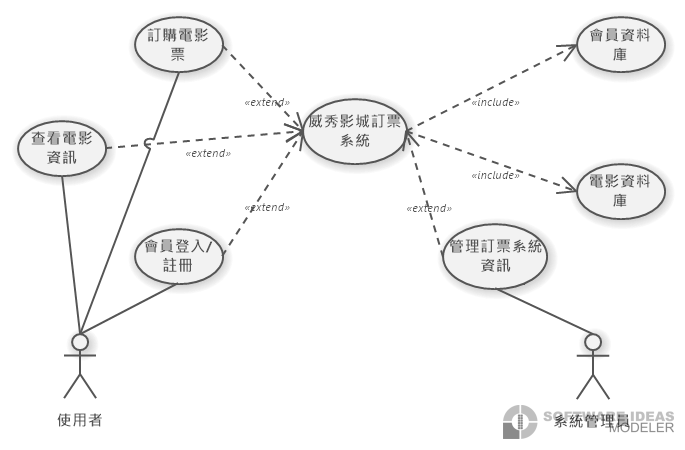 訂購電影
票
會員資料
庫
«extend»
«include»
威秀影城訂票
系統
查看電影
資訊
«extend»
«include»
電影資料
庫
«extend»
«extend»
會員登入/
註冊
管理訂票系統
資訊
使用者
系統管理員
SOFTWARE IDEAS
MODELER